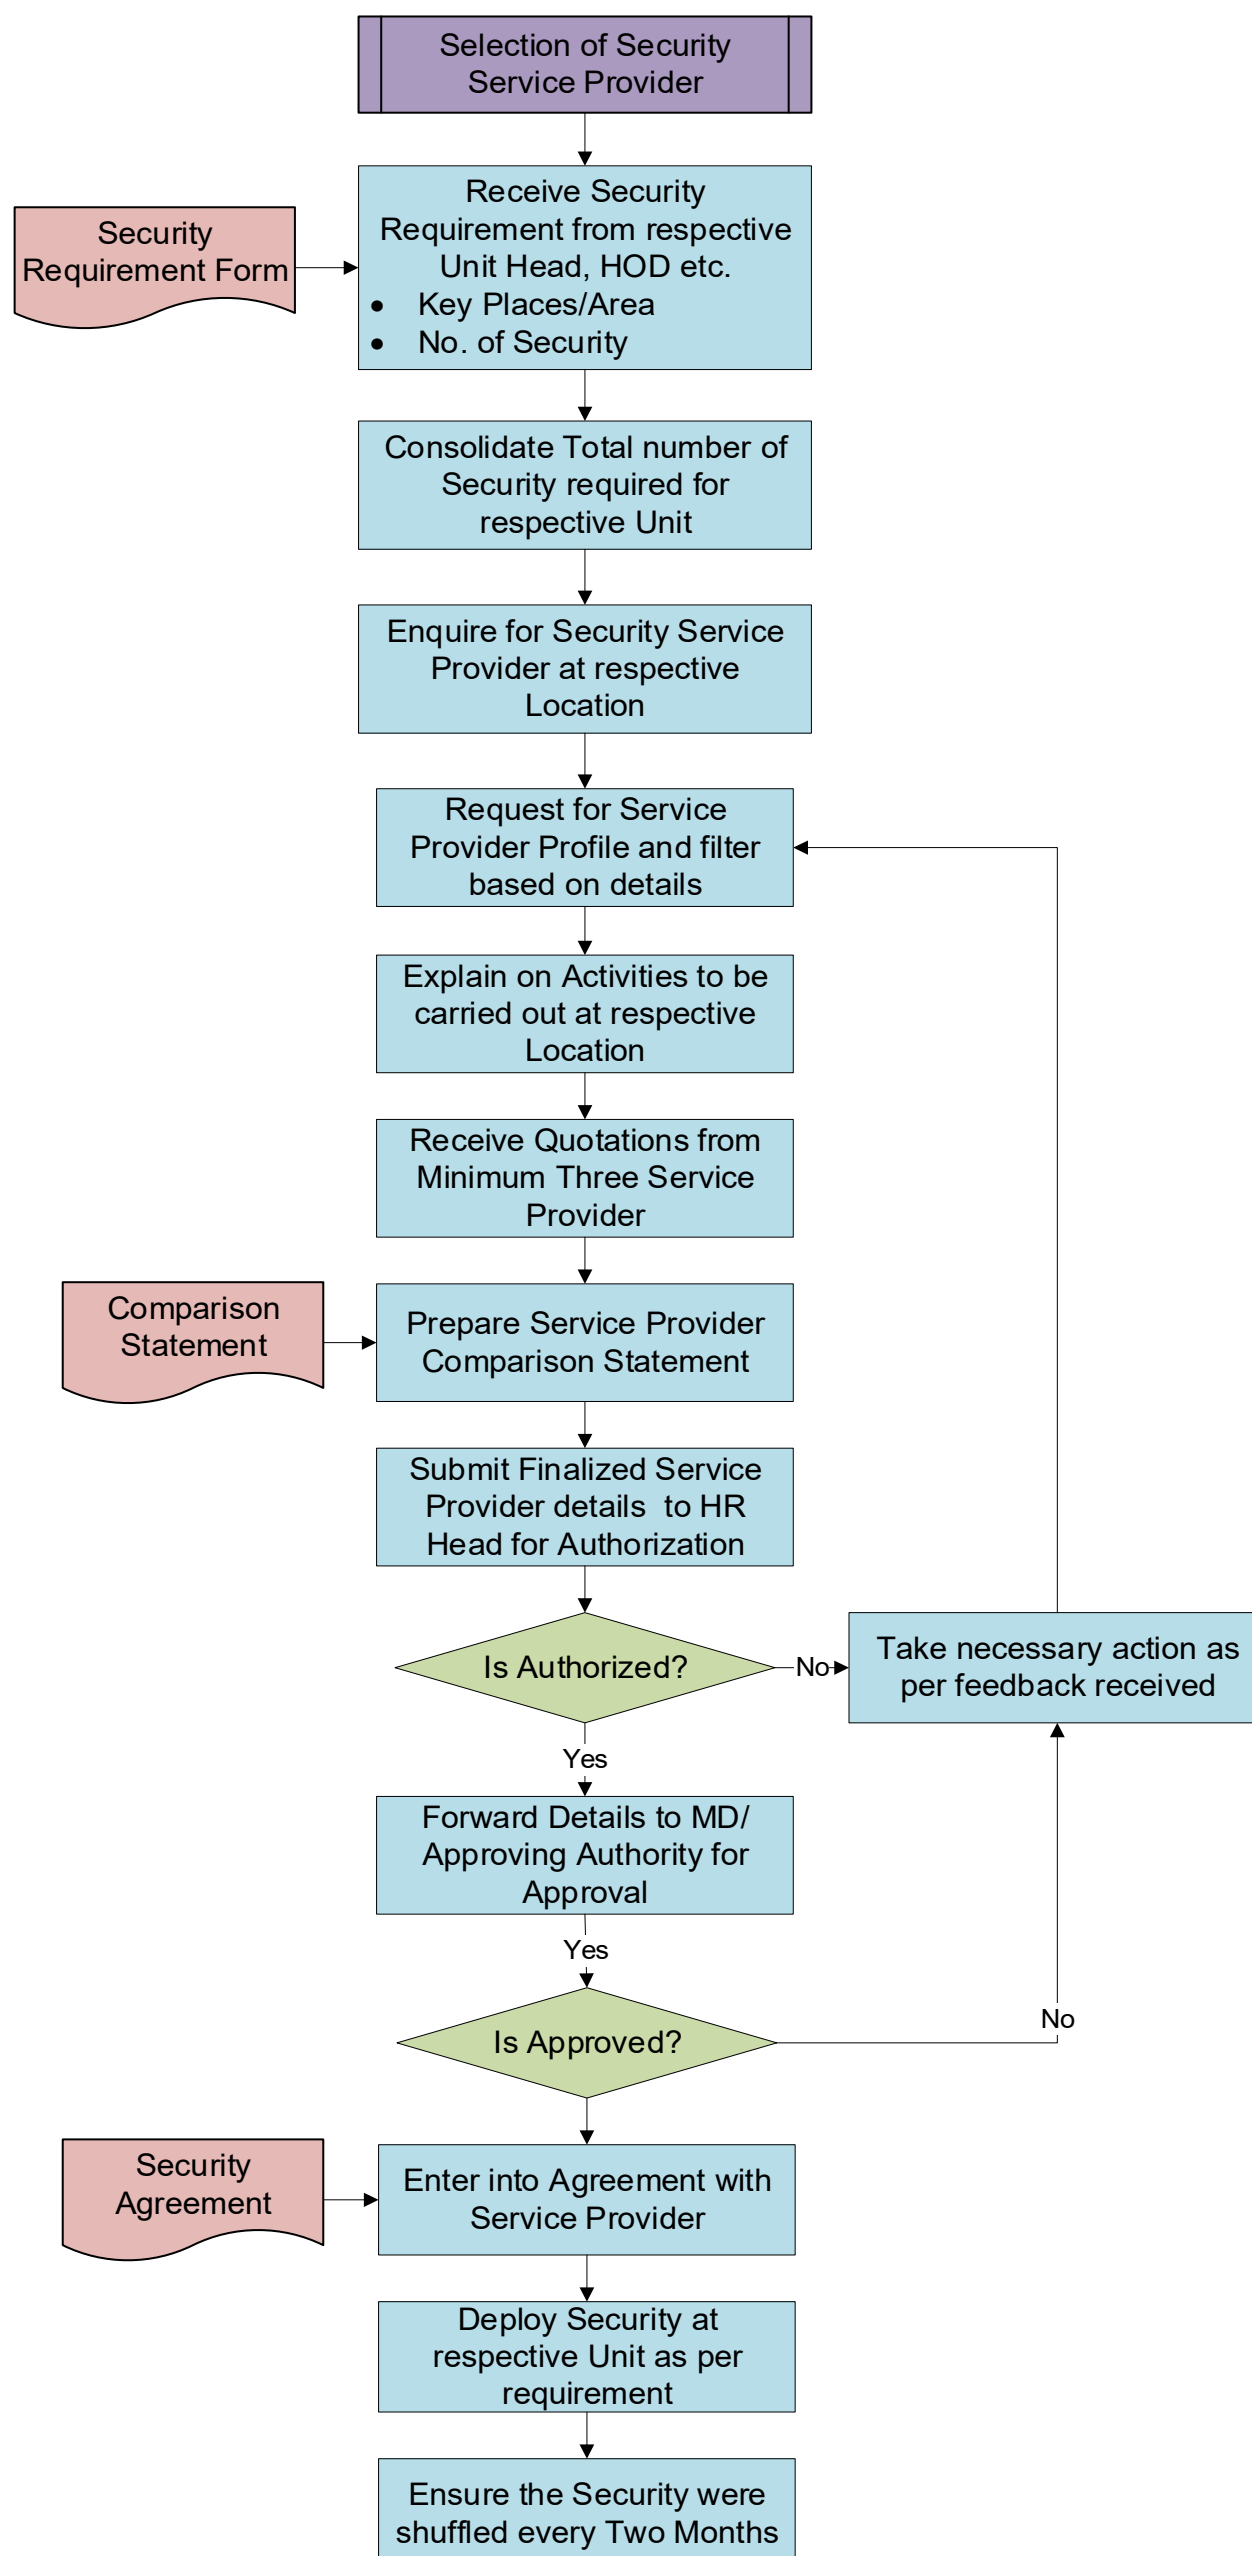 Selection of Security
Service Provider
Security
Requirement Form
Receive Security
Requirement from respective
Unit Head, HOD etc.
• Key Places/Area
• No. of Security
Consolidate Total number of
Security required for
respective Unit
Enquire for Security Service
Provider at respective
Location
Request for Service
Provider Profile and filter
based on details
Explain on Activities to be
carried out at respective
Location
Receive Quotations from
Minimum Three Service
Provider
Comparison
Statement
Prepare Service Provider
Comparison Statement
Submit Finalized Service
Provider details  to HR
Head for Authorization
Is Authorized?
No
Take necessary action as
per feedback received
Yes
Forward Details to MD/
Approving Authority for
Approval
Yes
Is Approved?
No
Security
Agreement
Enter into Agreement with
Service Provider
Deploy Security at
respective Unit as per
requirement
Ensure the Security were
shuffled every Two Months